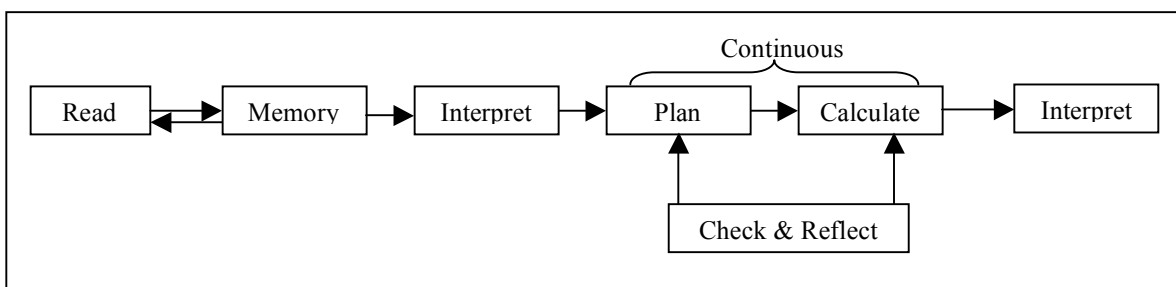 Continuous
Read Memory Interpret Plan Calculate Interpret
Check & Reflect